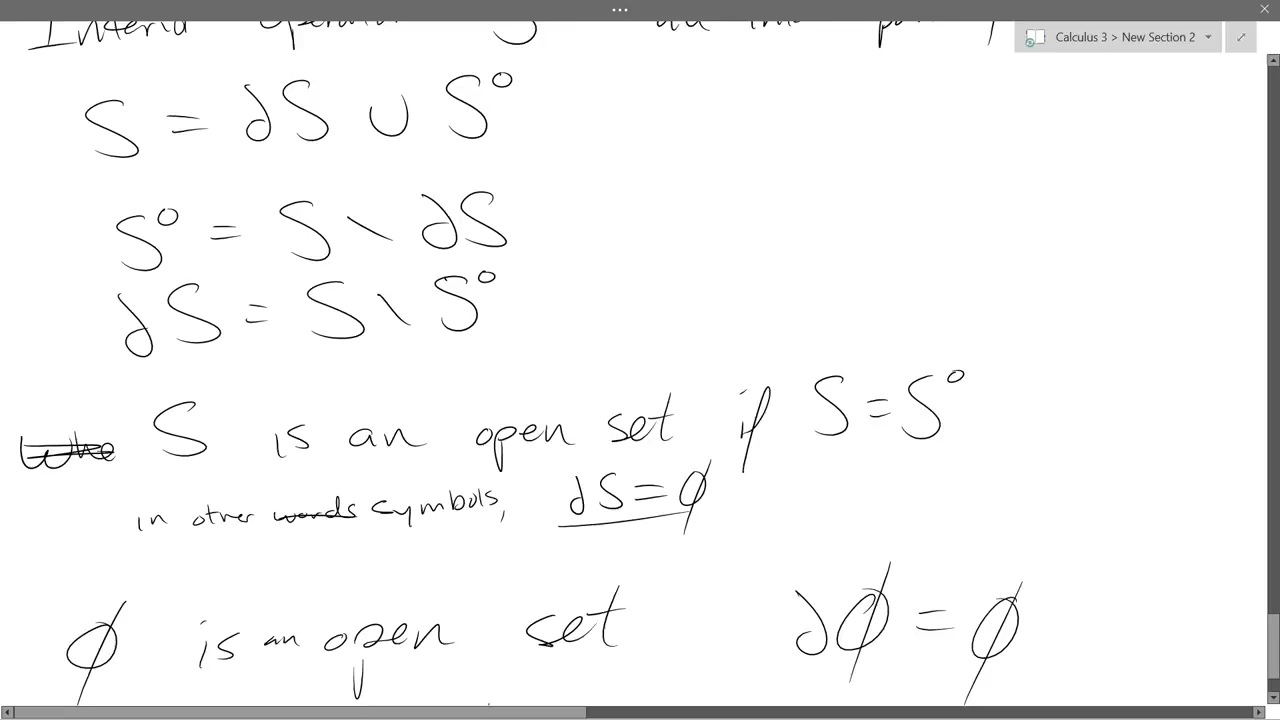 Calculus 3 > New Section 2
S = ∂S ∪ S°
S° = S \ ∂S
∂S = S \ S°
S is an open set if S = S°
in other words symbols, ∂S = ∅
∅ is an open set ∂∅ = ∅